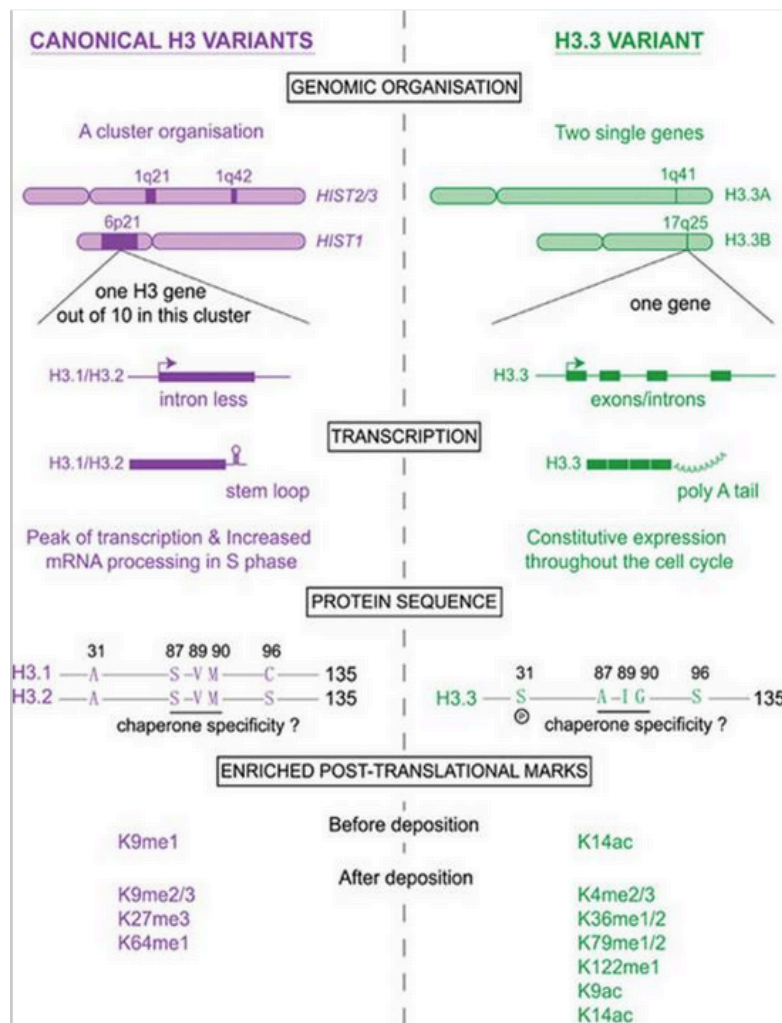 CANONICAL H3 VARIANTS
H3.3 VARIANT
GENOMIC ORGANISATION
A cluster organisation
Two single genes
1q21 1q42
HIST2/3
6p21
HIST1
1q41
H3.3A
17q25
H3.3B
one H3 gene
out of 10 in this cluster
one gene
H3.1/H3.2
intron less
H3.3
exons/introns
TRANSCRIPTION
H3.1/H3.2
stem loop
H3.3
poly A tail
Peak of transcription & Increased
mRNA processing in S phase
Constitutive expression
throughout the cell cycle
PROTEIN SEQUENCE
31 87 89 90 96
H3.1 A S V M C 135
H3.2 A S V M S 135
chaperone specificity ?
31 87 89 90 96
H3.3 S A I G S 135
P
chaperone specificity ?
ENRICHED POST-TRANSLATIONAL MARKS
Before deposition
K9me1
K14ac
After deposition
K9me2/3
K27me3
K64me1
K4me2/3
K36me1/2
K79me1/2
K122me1
K9ac
K14ac